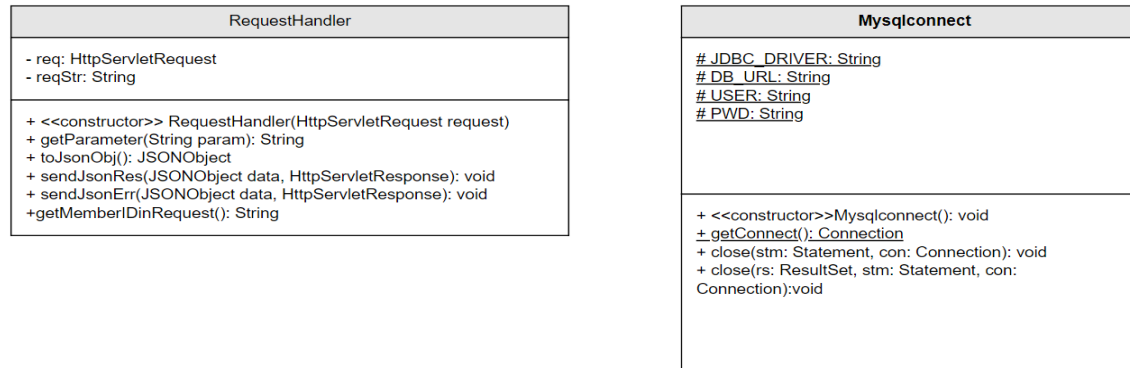 RequestHandler
- req: HttpServletRequest
- reqStr: String
+ <<constructor>> RequestHandler(HttpServletRequest request)
+ getParameter(String param): String
+ toJsonObj(): JSONObject
+ sendJsonRes(JSONObject data, HttpServletResponse): void
+ sendJsonErr(JSONObject data, HttpServletResponse): void
+getMemberIDinRequest(): String
Mysqlconnect
# JDBC_DRIVER: String
# DB_URL: String
# USER: String
# PWD: String
+ <<constructor>>Mysqlconnect(): void
+ getConnect(): Connection
+ close(stm: Statement, con: Connection): void
+ close(rs: ResultSet, stm: Statement, con:
Connection):void